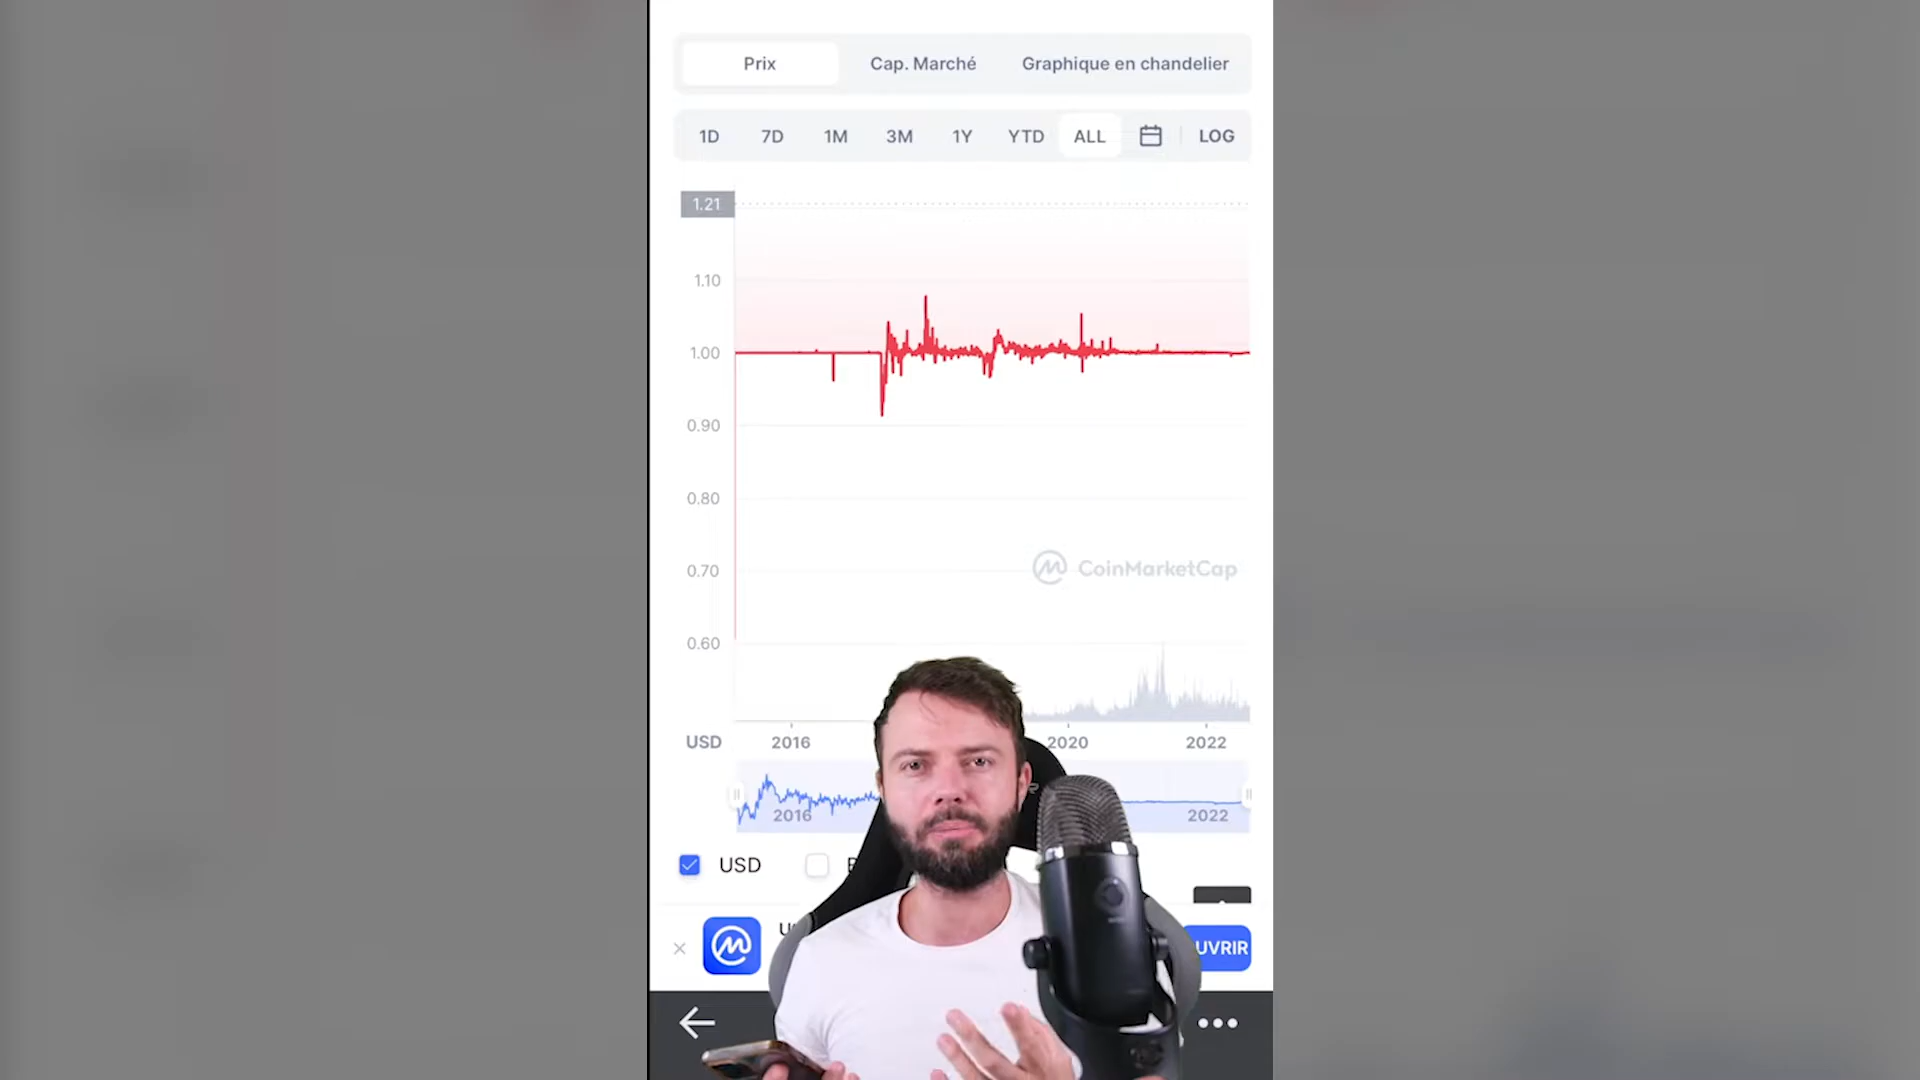 Prix Cap. Marché Graphique en chandelier
1D 7D 1M 3M 1Y YTD ALL LOG
1.21
1.10
1.00
0.90
0.80
0.70
CoinMarketCap
0.60
USD 2016 2020 2022
2016 2022
USD
UVRIR